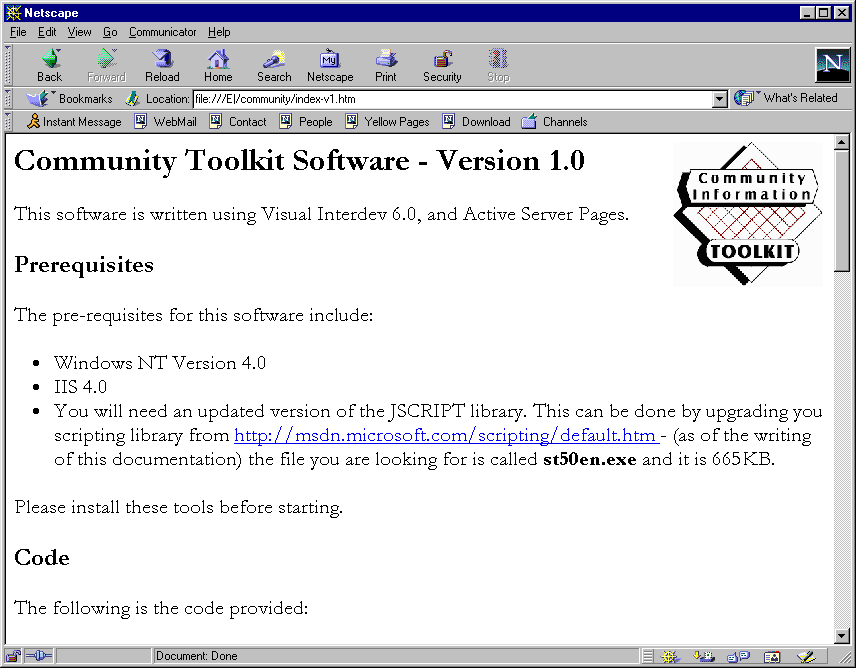 Netscape
File Edit View Go Communicator Help
Back Forward Reload Home Search Netscape Print Security Stop
My
N
Bookmarks Location: file:///E|/community/index-v1.htm What's Related
Instant Message WebMail Contact People Yellow Pages Download Channels
Community Toolkit Software - Version 1.0
Community
Information
TOOLKIT
This software is written using Visual Interdev 6.0, and Active Server Pages.
Prerequisites
The pre-requisites for this software include:
• Windows NT Version 4.0
• IIS 4.0
• You will need an updated version of the JSCRIPT library. This can be done by upgrading you
scripting library from http://msdn.microsoft.com/scripting/default.htm - (as of the writing
of this documentation) the file you are looking for is called st50en.exe and it is 665KB.
Please install these tools before starting.
Code
The following is the code provided:
Document: Done